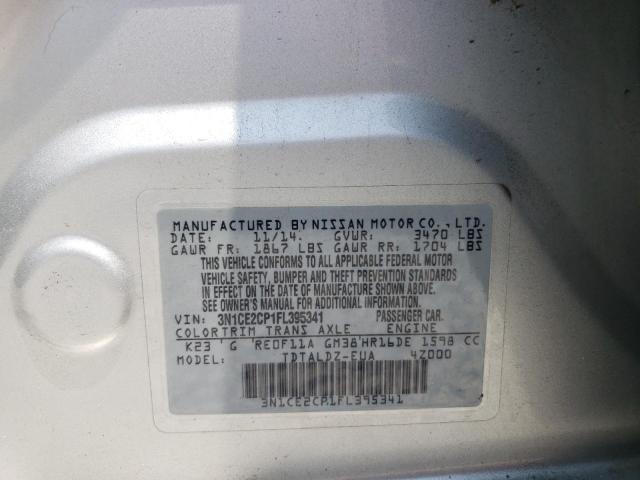 MANUFACTURED BY NISSAN MOTOR CO., LTD.
DATE: 11/14. GVWR: 3470 LBS
GAWR FR: 1867 LBS GAWR RR: 1704 LBS
THIS VEHICLE CONFORMS TO ALL APPLICABLE FEDERAL MOTOR
VEHICLE SAFETY, BUMPER AND THEFT PREVENTION STANDARDS
IN EFFECT ON THE DATE OF MANUFACTURE SHOWN ABOVE.
SEE OWNER'S MANUAL FOR ADDITIONAL INFORMATION.
VIN: 3N1CE2CP1FL395341 PASSENGER CAR.
COLOR TRIM TRANS AXLE ENGINE
K23 'G RE0F11A GM38'HR16DE 1598 CC
TDTALDZ-EUA 4Z000
3N1CE2CP1FL395341